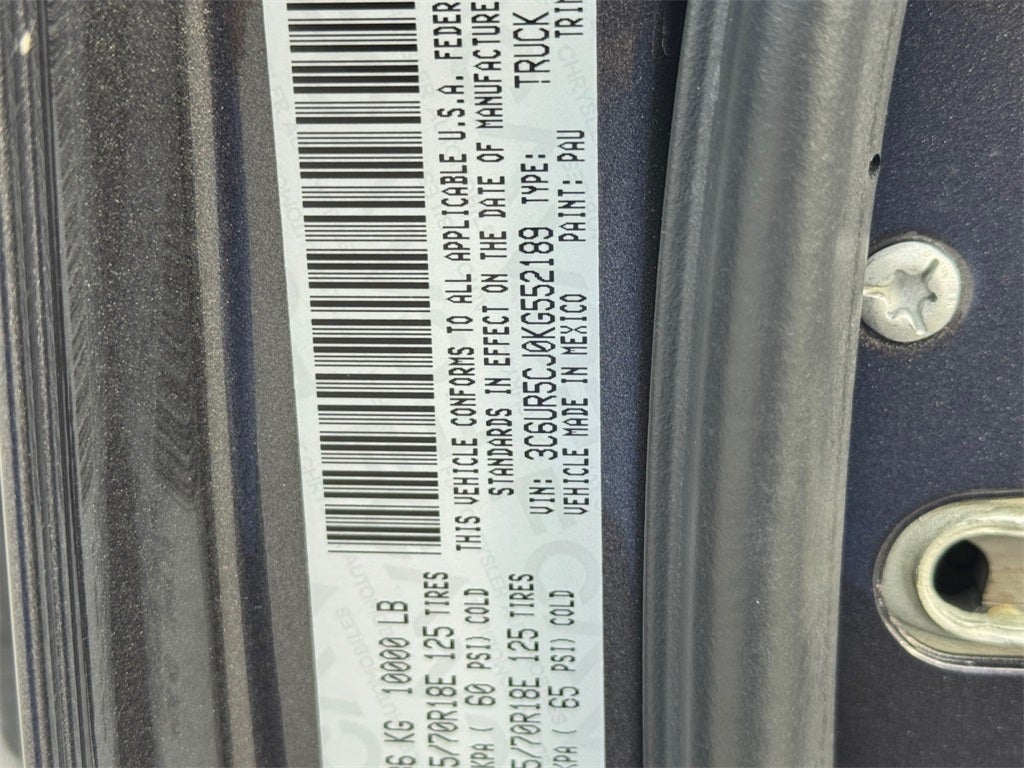 36 KG 10000 LB
5/70R18E 125 TIRES
KPA ( 60 PSI) COLD
5/70R18E 125 TIRES
KPA ( 65 PSI) COLD
THIS VEHICLE CONFORMS TO ALL APPLICABLE U.S.A. FEDER
STANDARDS IN EFFECT ON THE DATE OF MANUFACTURE
VIN: 3C6UR5CJ0KG552189 TYPE: TRUCK
VEHICLE MADE IN MEXICO PAINT: PAU TRIM